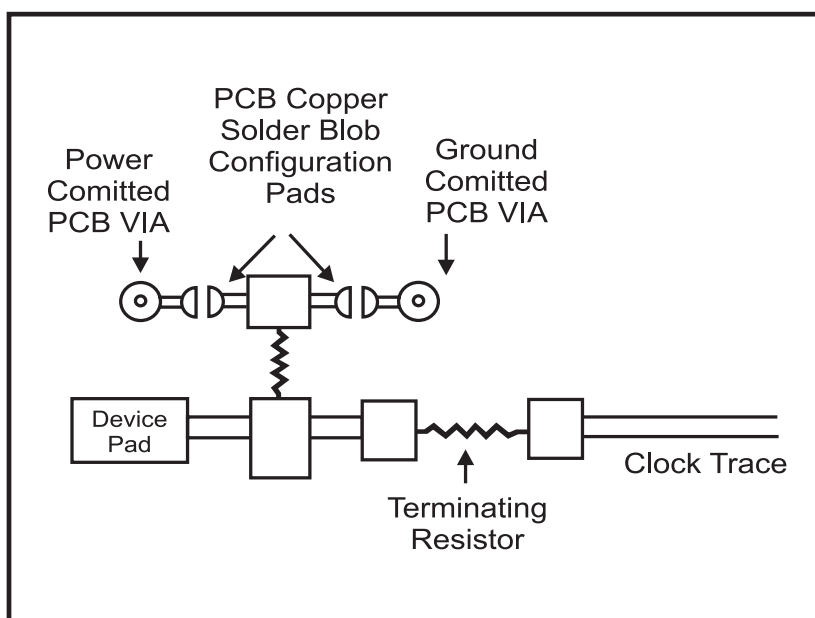 PCB Copper
Solder Blob
Configuration
Pads
Power
Comitted
PCB VIA
Ground
Comitted
PCB VIA
Device
Pad
Clock Trace
Terminating
Resistor